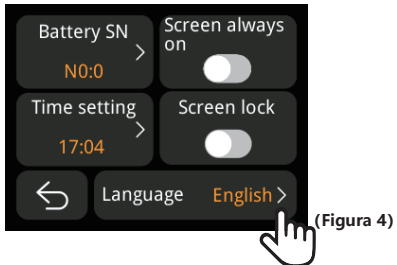 Battery SN
N0:0
Screen always
on
Time setting
17:04
Screen lock
Language English
(Figura 4)